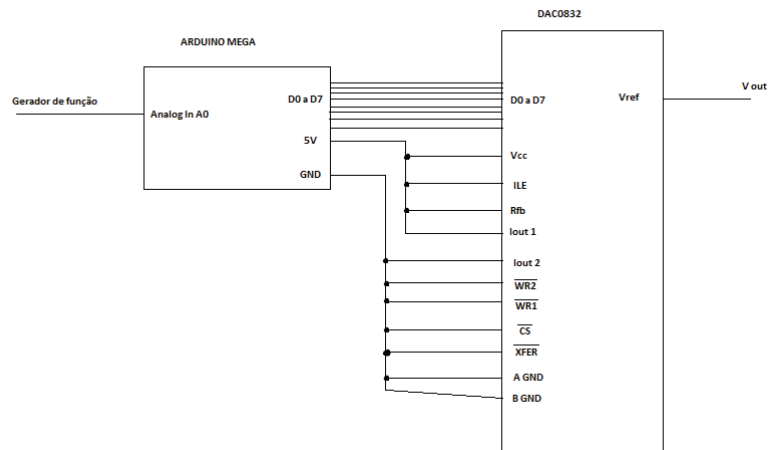 DAC0832
ARDUINO MEGA
Gerador de função
Analog In A0
D0 a D7
5V
GND
D0 a D7
Vref
V out
Vcc
ILE
Rfb
Iout 1
Iout 2
WR2
WR1
CS
XFER
A GND
B GND